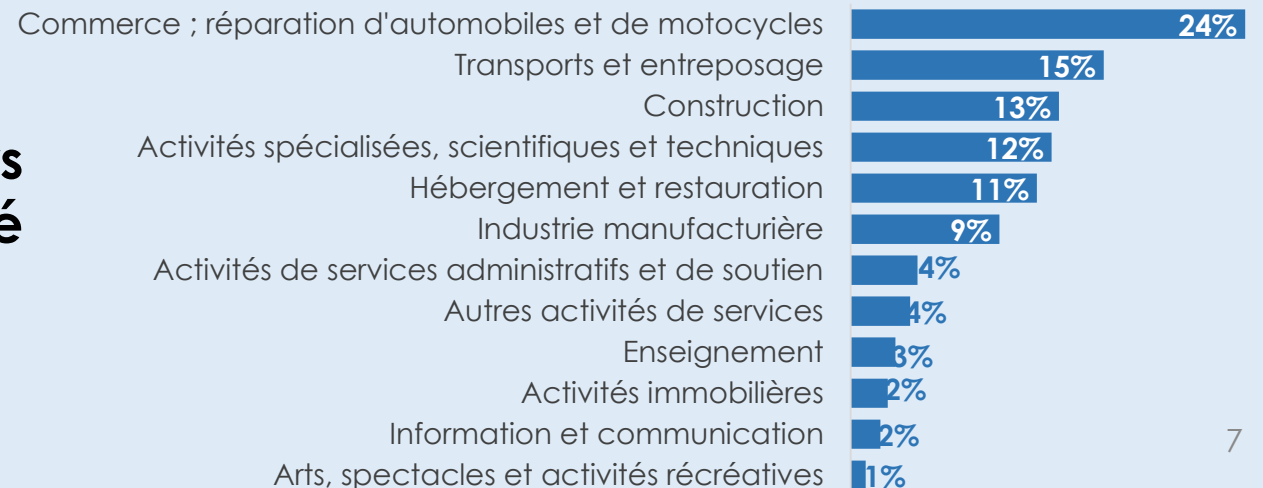 Commerce ; réparation d'automobiles et de motocycles 24%
Transports et entreposage 15%
Construction 13%
Activités spécialisées, scientifiques et techniques 12%
Hébergement et restauration 11%
Industrie manufacturière 9%
Activités de services administratifs et de soutien 4%
Autres activités de services 4%
Enseignement 3%
Activités immobilières 2%
Information et communication 2%
Arts, spectacles et activités récréatives 1%
7